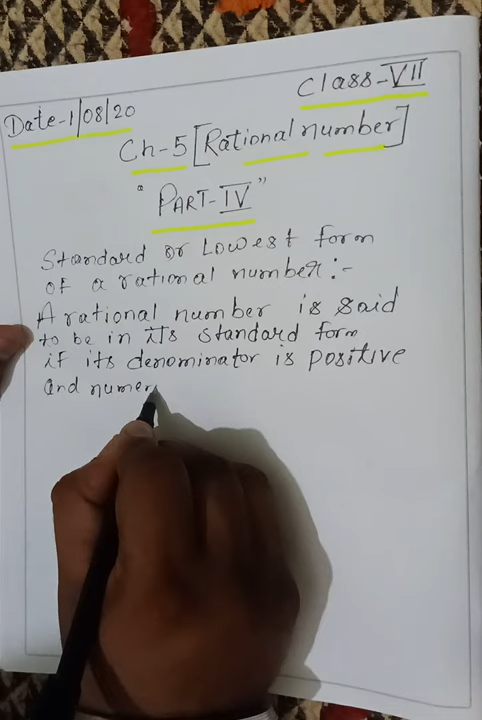 Class-VII
Date-1/08/20
Ch-5 [Rational number]
"PART-IV"
Standard or Lowest form
of a rational number:-
A rational number is said
to be in its standard form
if its denominator is positive
and numer